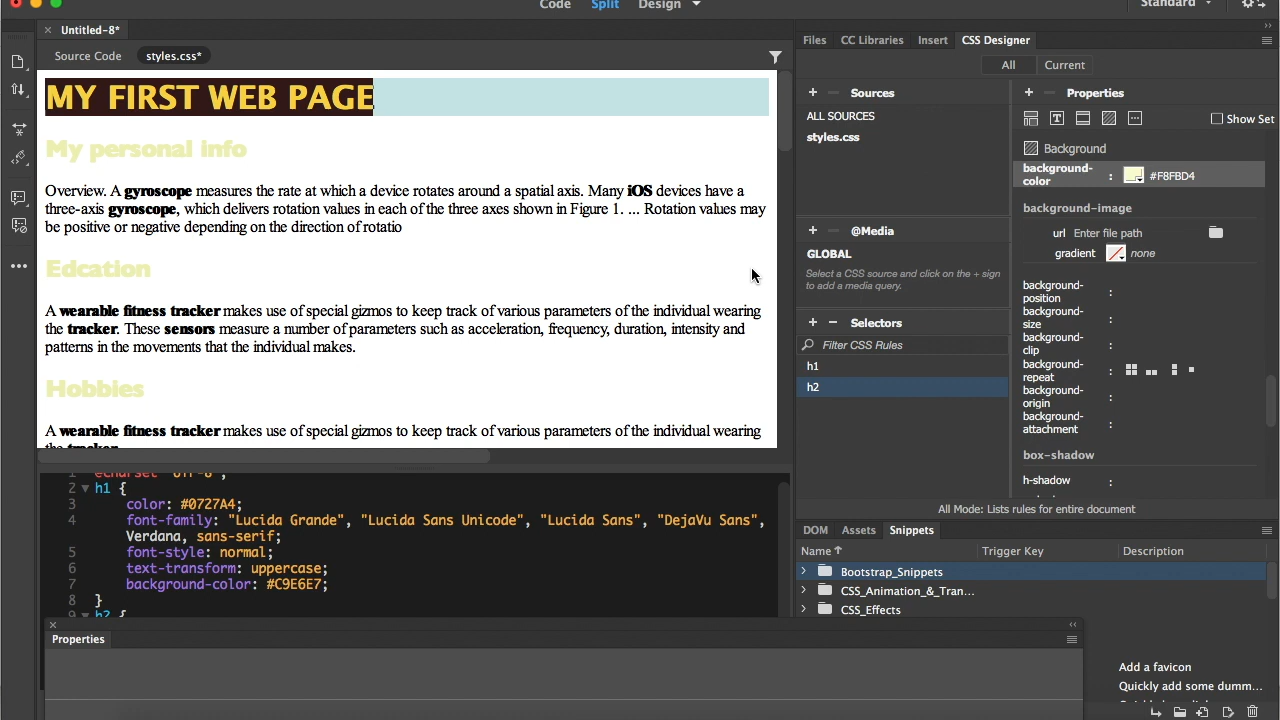 Code Split Design Standard
Untitled-8*
Files CC Libraries Insert CSS Designer
Source Code styles.css*
All Current
MY FIRST WEB PAGE
My personal info
Overview. A gyroscope measures the rate at which a device rotates around a spatial axis. Many iOS devices have a
three-axis gyroscope, which delivers rotation values in each of the three axes shown in Figure 1. ... Rotation values may
be positive or negative depending on the direction of rotatio
Edcation
A wearable fitness tracker makes use of special gizmos to keep track of various parameters of the individual wearing
the tracker. These sensors measure a number of parameters such as acceleration, frequency, duration, intensity and
patterns in the movements that the individual makes.
Hobbies
A wearable fitness tracker makes use of special gizmos to keep track of various parameters of the individual wearing
the tracker
1 @charset "UTF-8";
2 h1 {
3 color: #0727A4;
4 font-family: "Lucida Grande", "Lucida Sans Unicode", "Lucida Sans", "DejaVu Sans",
Verdana, sans-serif;
5 font-style: normal;
6 text-transform: uppercase;
7 background-color: #C9E6E7;
8 }
9 h2 {
Properties
+ − Sources
ALL SOURCES
styles.css
+ − @Media
GLOBAL
Select a CSS source and click on the + sign
to add a media query.
+ − Selectors
Filter CSS Rules
h1
h2
+ − Properties
T Show Set
Background
background-
color : #F8FBD4
background-image
url Enter file path
gradient none
background-
position :
background-
size :
background-
clip :
background-
repeat :
background-
origin :
background-
attachment :
box-shadow
h-shadow :
All Mode: Lists rules for entire document
DOM Assets Snippets
Name Trigger Key Description
Bootstrap_Snippets
CSS_Animation_&_Tran...
CSS_Effects
Add a favicon
Quickly add some dumm...